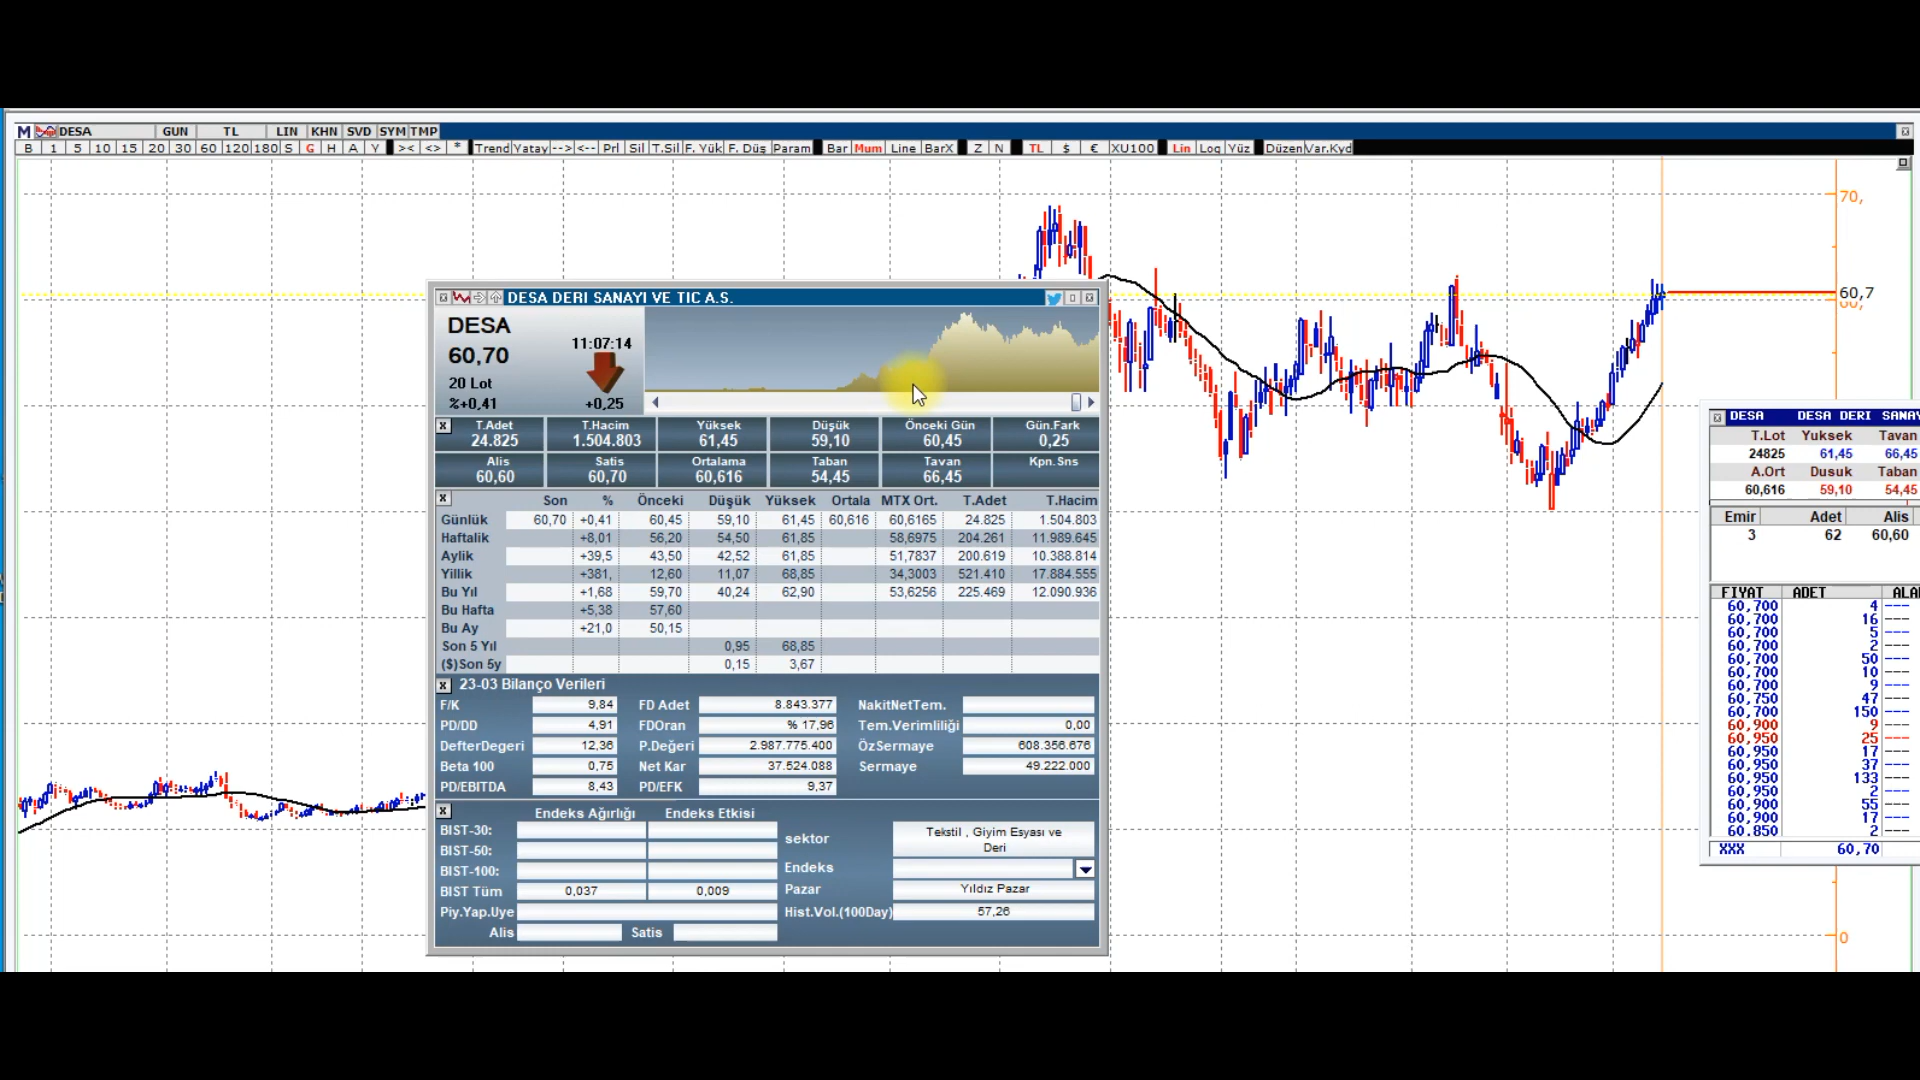 M DESA GUN TL LIN KHN SVD SYM TMP
B 1 5 10 15 20 30 60 120 180 S G H A Y >< <> * Trend Yatay --> <-- Prl Sil T.Sil F. Yük F. Düş Param Bar Mum Line BarX Z N TL $ € XU100 Lin Log Yüz Düzen Var.Kyd
70,
60,7
60,
0
DESA DERI SANAYI VE TIC A.S.
DESA
60,70
11:07:14
20 Lot
%+0,41
+0,25
T.Adet T.Hacim Yüksek Düşük Önceki Gün Gün.Fark
24.825 1.504.803 61,45 59,10 60,45 0,25
Alis Satis Ortalama Taban Tavan Kpn.Sns
60,60 60,70 60,616 54,45 66,45
Son % Önceki Düşük Yüksek Ortala MTX Ort. T.Adet T.Hacim
Günlük 60,70 +0,41 60,45 59,10 61,45 60,616 60,6165 24.825 1.504.803
Haftalik +8,01 56,20 54,50 61,85 58,6975 204.261 11.989.645
Aylik +39,5 43,50 42,52 61,85 51,7837 200.619 10.388.814
Yillik +381, 12,60 11,07 68,85 34,3003 521.410 17.884.555
Bu Yıl +1,68 59,70 40,24 62,90 53,6256 225.469 12.090.936
Bu Hafta +5,38 57,60
Bu Ay +21,0 50,15
Son 5 Yıl 0,95 68,85
($)Son 5y 0,15 3,67
23-03 Bilanço Verileri
F/K 9,84 FD Adet 8.843.377 NakitNetTem.
PD/DD 4,91 FDOran % 17,96 Tem.Verimliliği 0,00
DefterDegeri 12,36 P.Değeri 2.987.775.400 ÖzSermaye 608.356.676
Beta 100 0,75 Net Kar 37.524.088 Sermaye 49.222.000
PD/EBITDA 8,43 PD/EFK 9,37
Endeks Ağırlığı Endeks Etkisi
BIST-30:
BIST-50:
BIST-100:
BIST Tüm 0,037 0,009
Piy.Yap.Uye
Alis Satis
sektor Tekstil , Giyim Esyası ve
Deri
Endeks
Pazar Yıldız Pazar
Hist.Vol.(100Day) 57,26
DESA DESA DERI SANAY
T.Lot Yuksek Tavan
24825 61,45 66,45
A.Ort Dusuk Taban
60,616 59,10 54,45
Emir Adet Alis
3 62 60,60
FIYAT ADET ALA
60,700 4 ---
60,700 16 ---
60,700 5 ---
60,700 2 ---
60,700 50 ---
60,700 10 ---
60,700 9 ---
60,750 47 ---
60,700 150 ---
60,900 9 ---
60,950 25 ---
60,950 17 ---
60,950 37 ---
60,950 133 ---
60,950 2 ---
60,900 55 ---
60,900 17 ---
60.850 2 ---
XXX 60,70